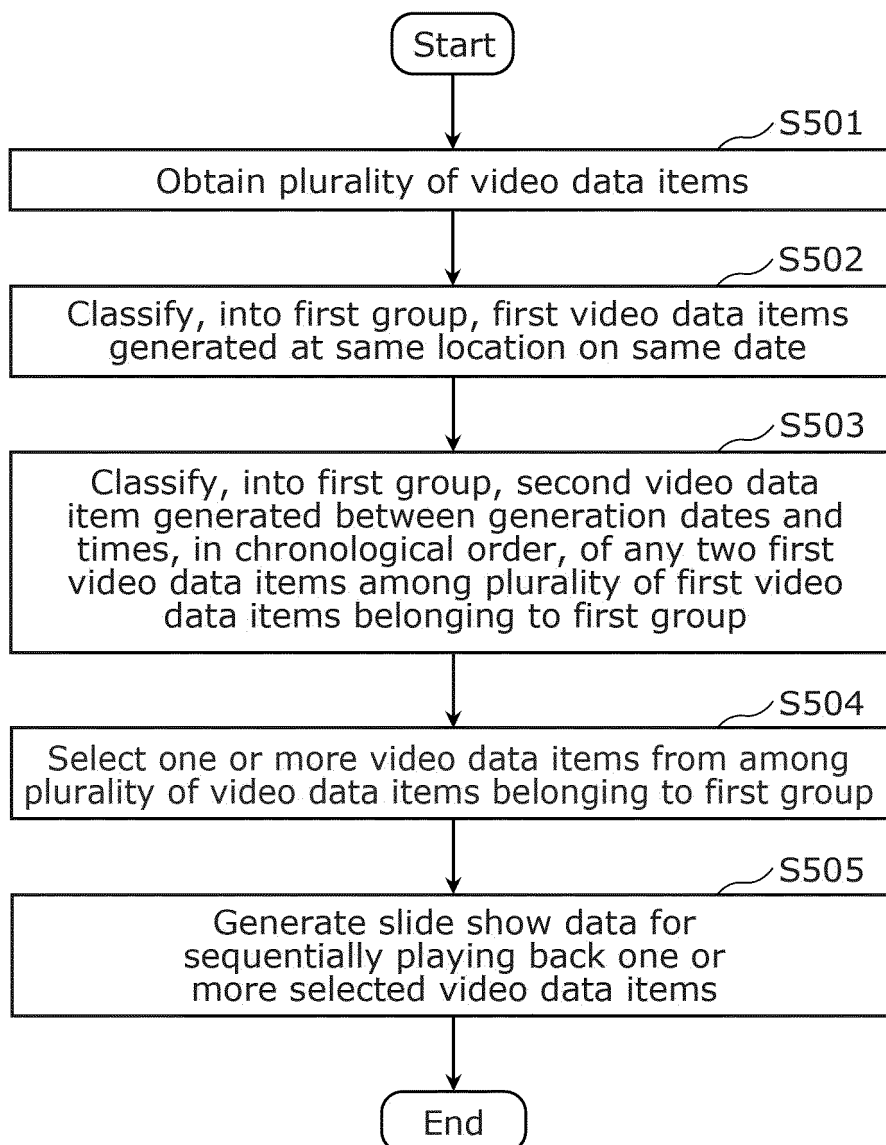 Start
S501
Obtain plurality of video data items
S502
Classify, into first group, first video data items
generated at same location on same date
S503
Classify, into first group, second video data
item generated between generation dates and
times, in chronological order, of any two first
video data items among plurality of first video
data items belonging to first group
S504
Select one or more video data items from among
plurality of video data items belonging to first group
S505
Generate slide show data for
sequentially playing back one or
more selected video data items
End